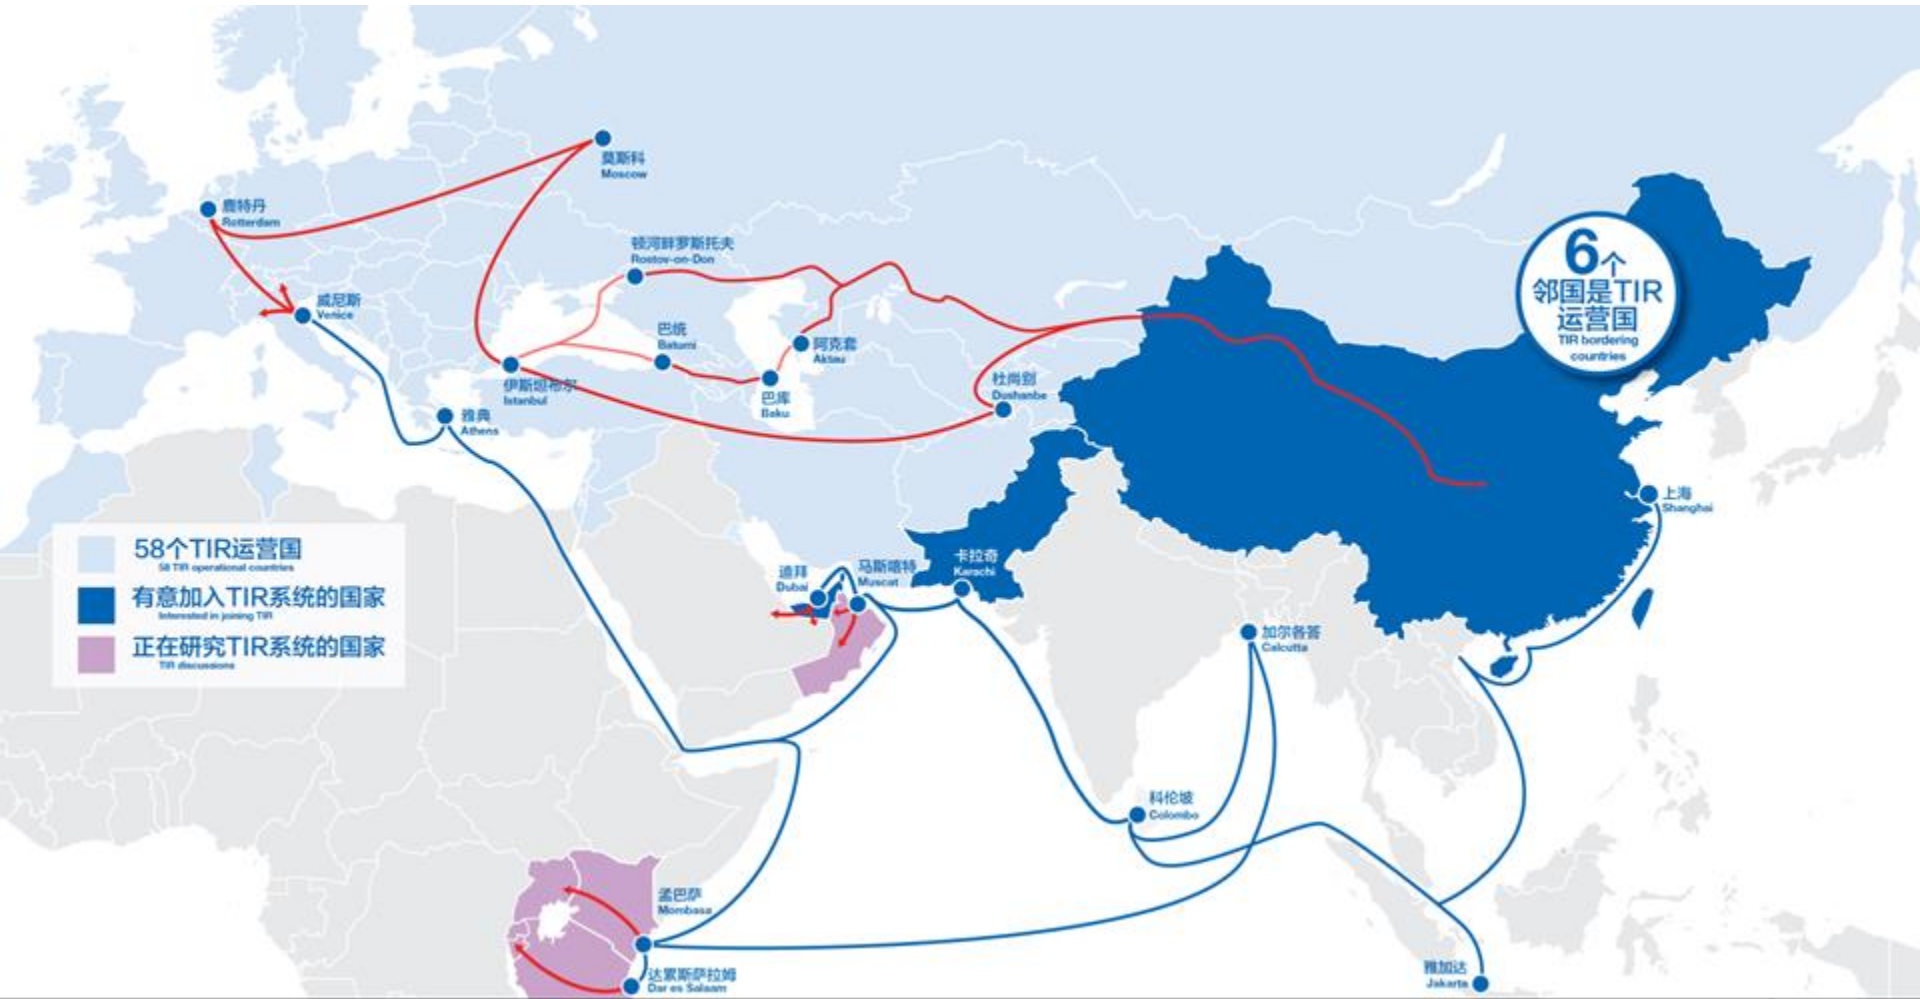 莫斯科
Moscow
鹿特丹
Rotterdam
顿河畔罗斯托夫
Rostov-on-Don
6个
邻国是TIR
运营国
TIR bordering
countries
威尼斯
Venice
巴统
Batumi
阿克套
Aktau
伊斯坦布尔
Istanbul
巴库
Baku
杜尚别
Dushanbe
雅典
Athens
上海
Shanghai
58个TIR运营国
58 TIR operational countries
有意加入TIR系统的国家
Interested in joining TIR
正在研究TIR系统的国家
TIR discussions
迪拜
Dubai
马斯喀特
Muscat
卡拉奇
Karachi
加尔各答
Calcutta
科伦坡
Colombo
孟巴萨
Mombasa
达累斯萨拉姆
Dar es Salaam
雅加达
Jakarta